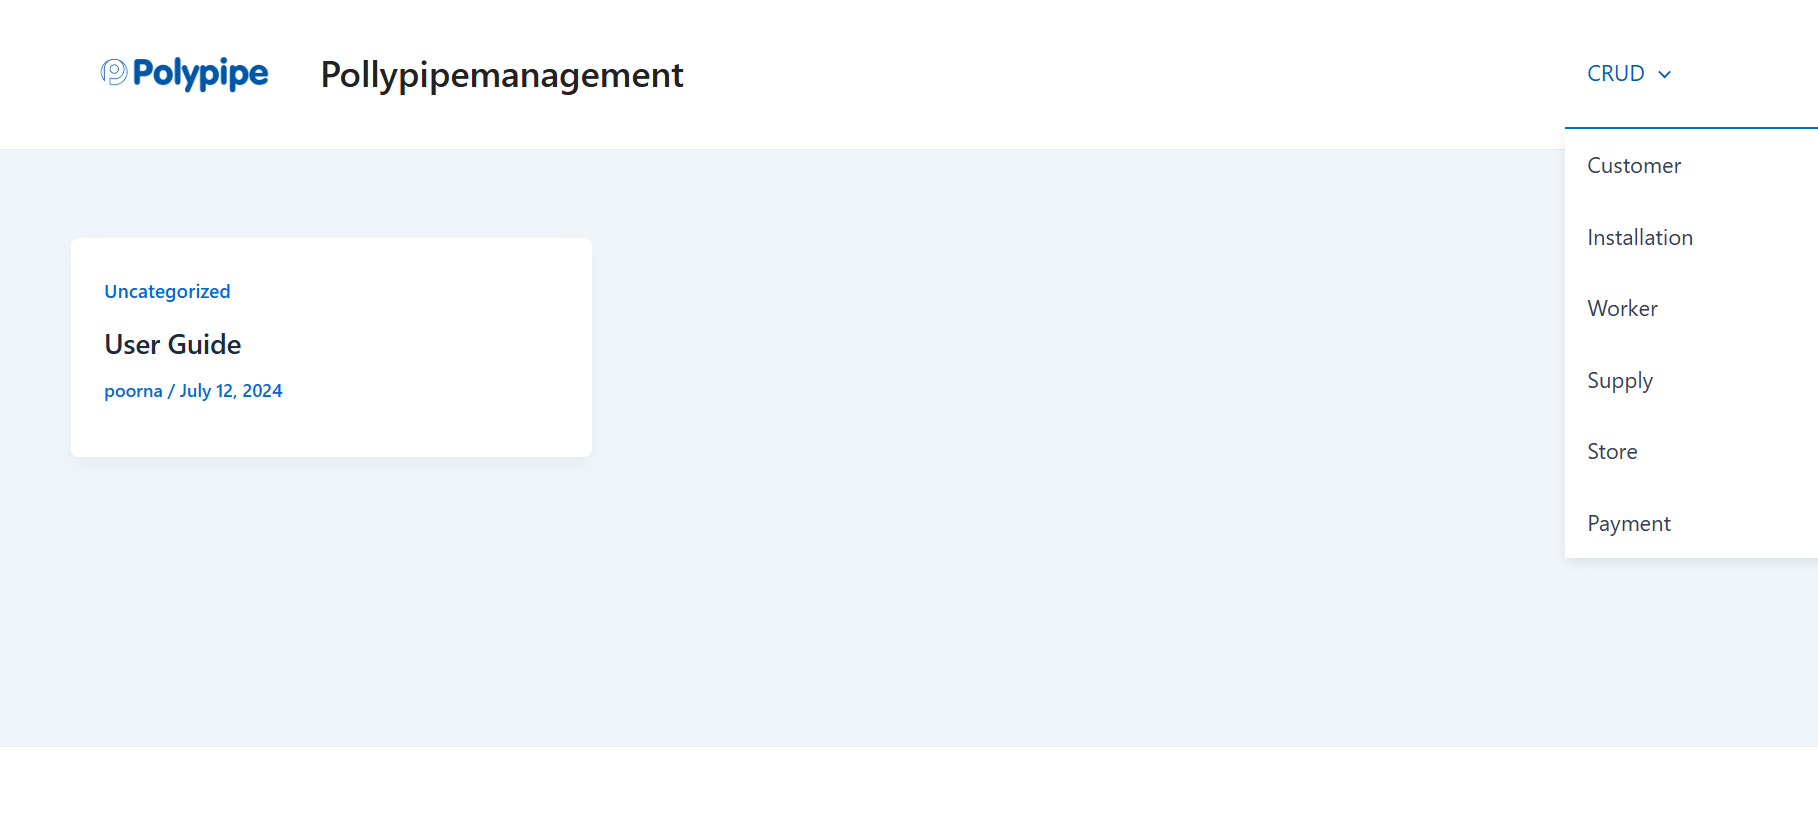 Polypipe
Pollypipemanagement
CRUD
Customer
Installation
Worker
Supply
Store
Payment
Uncategorized
User Guide
poorna / July 12, 2024